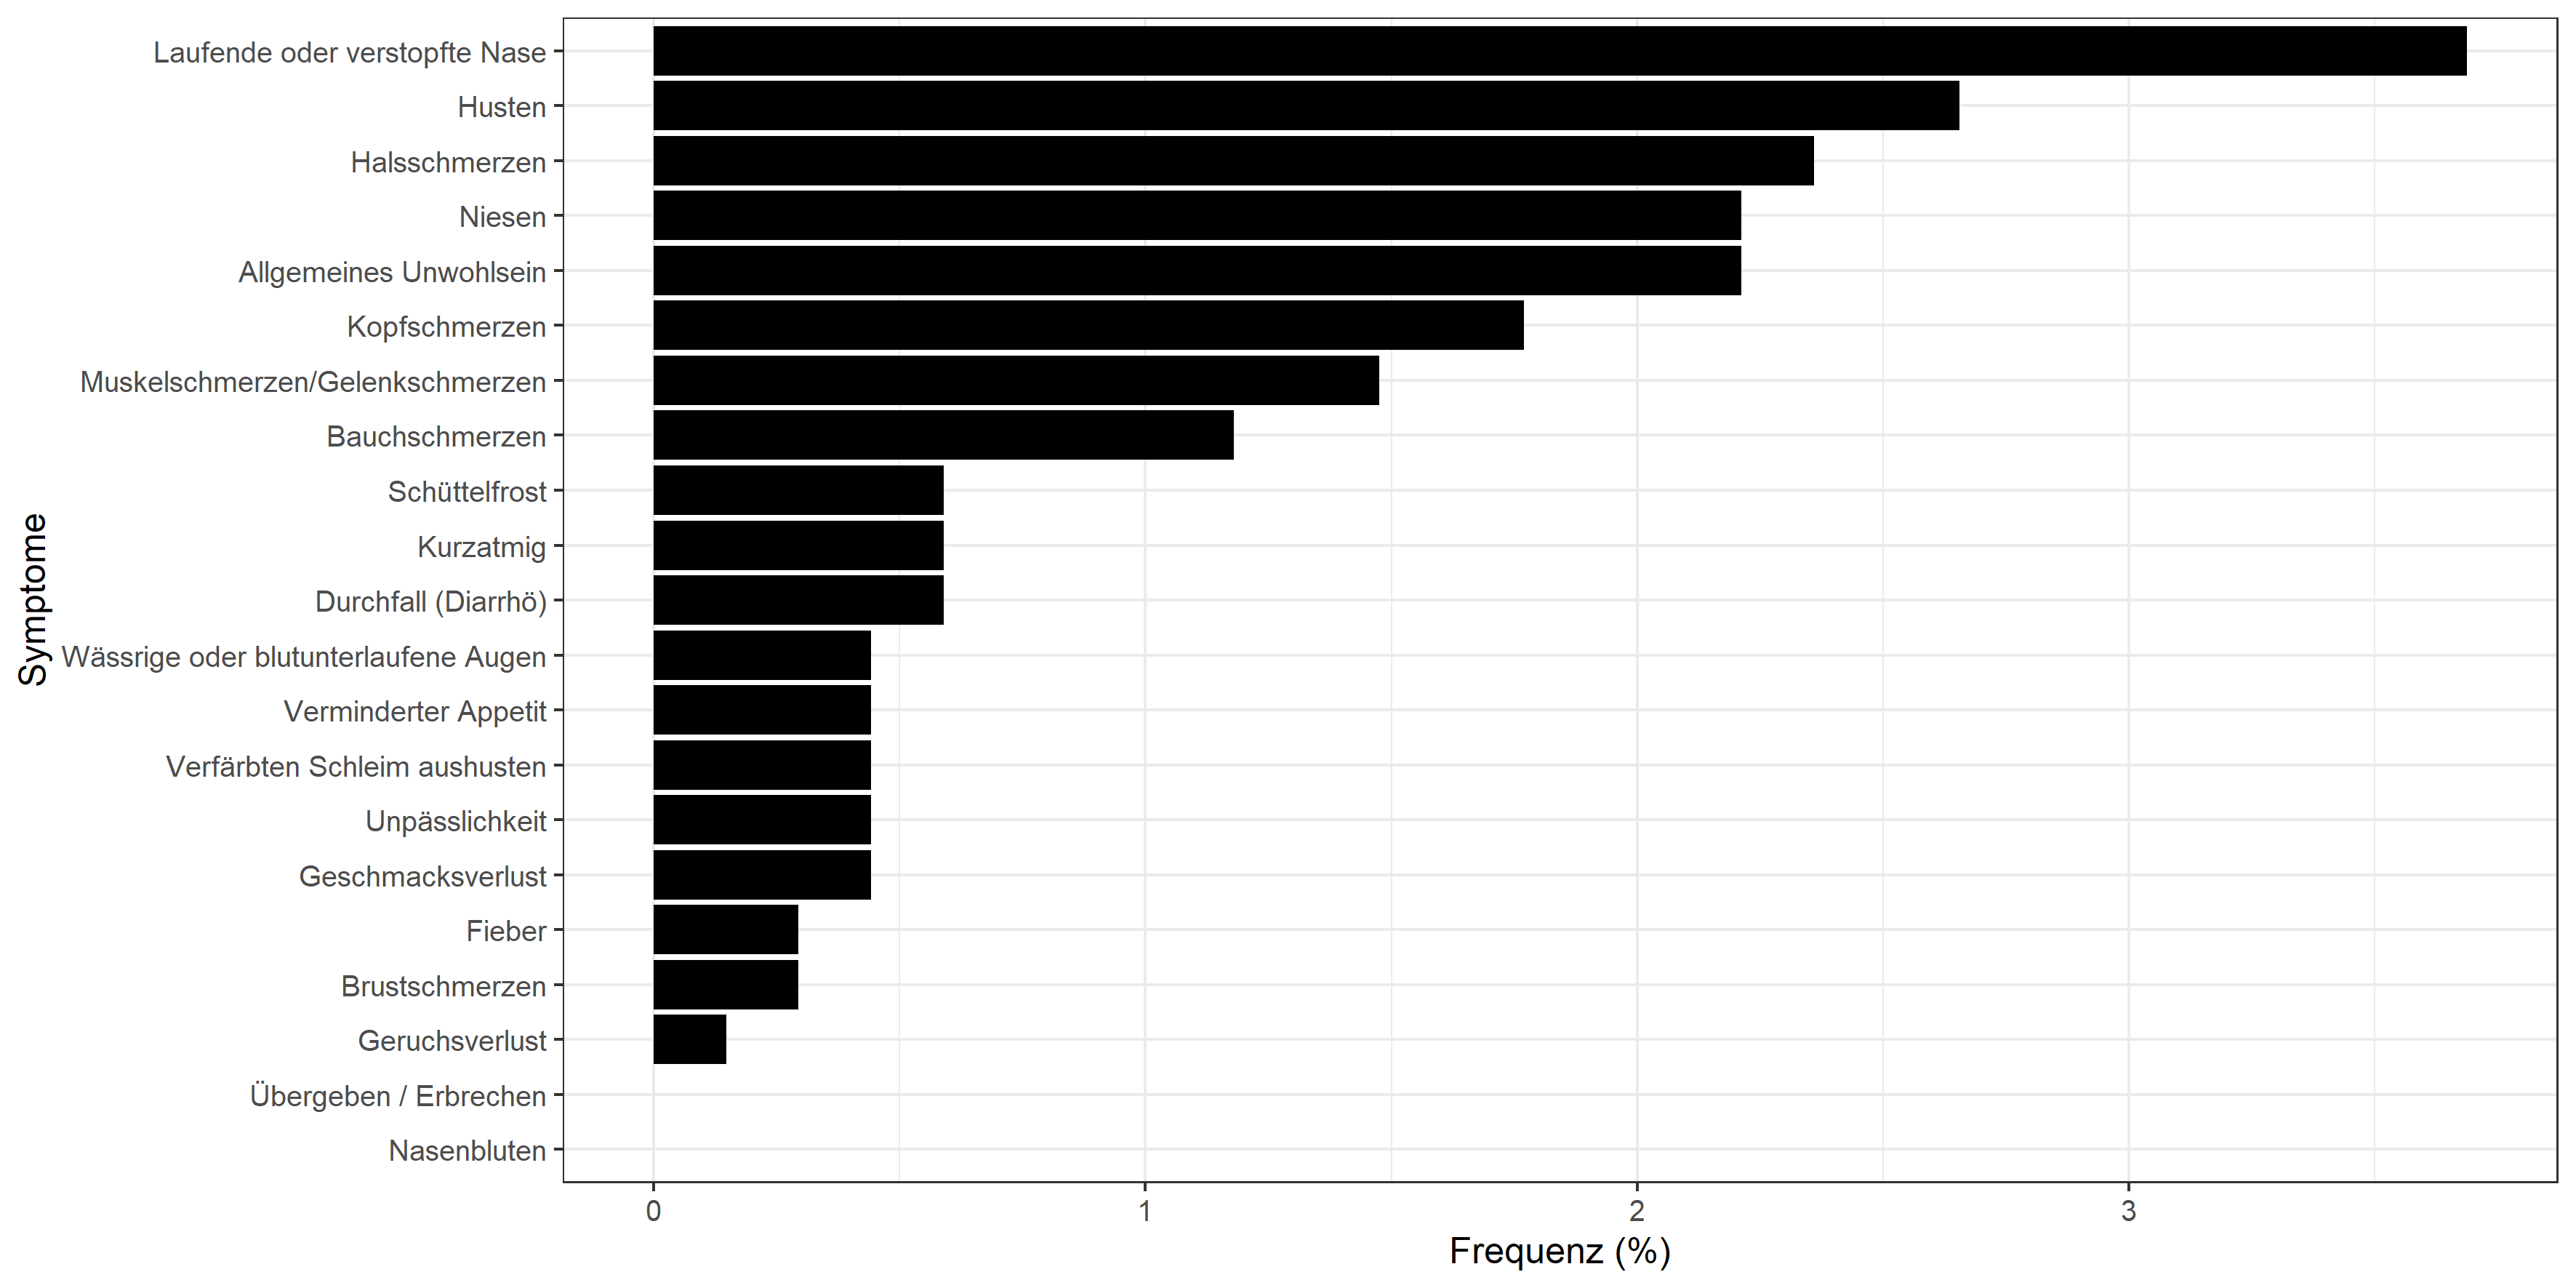 Symptome
Laufende oder verstopfte Nase
Husten
Halsschmerzen
Niesen
Allgemeines Unwohlsein
Kopfschmerzen
Muskelschmerzen/Gelenkschmerzen
Bauchschmerzen
Schüttelfrost
Kurzatmig
Durchfall (Diarrhö)
Wässrige oder blutunterlaufene Augen
Verminderter Appetit
Verfärbten Schleim aushusten
Unpässlichkeit
Geschmacksverlust
Fieber
Brustschmerzen
Geruchsverlust
Übergeben / Erbrechen
Nasenbluten
0 1 2 3
Frequenz (%)